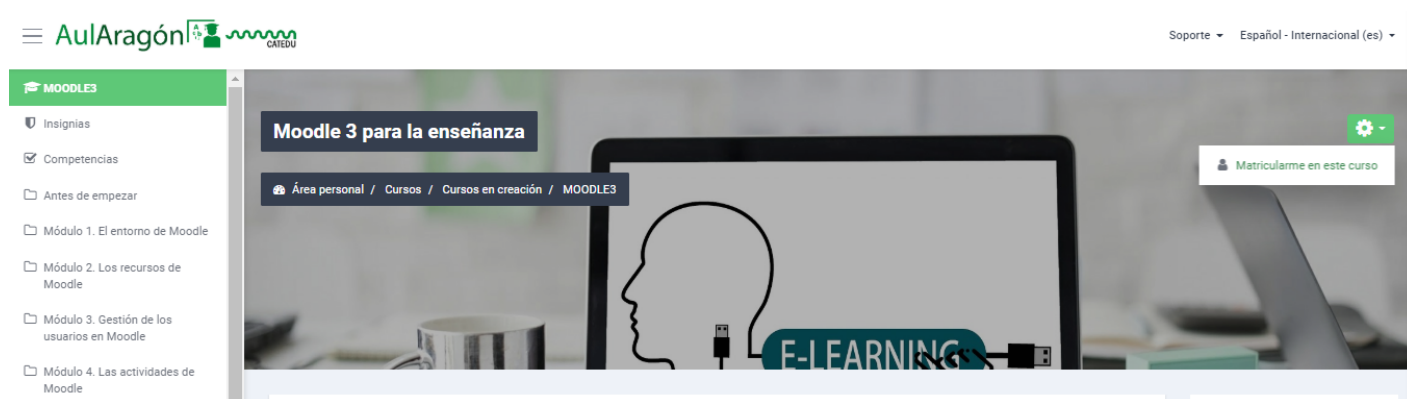 AulAragón
CATEDU
Soporte
Español - Internacional (es)
MOODLE3
Insignias
Competencias
Antes de empezar
Módulo 1. El entorno de Moodle
Módulo 2. Los recursos de
Moodle
Módulo 3. Gestión de los
usuarios en Moodle
Módulo 4. Las actividades de
Moodle
Moodle 3 para la enseñanza
Área personal / Cursos / Cursos en creación / MOODLE3
Matricularme en este curso
E-LEARNING